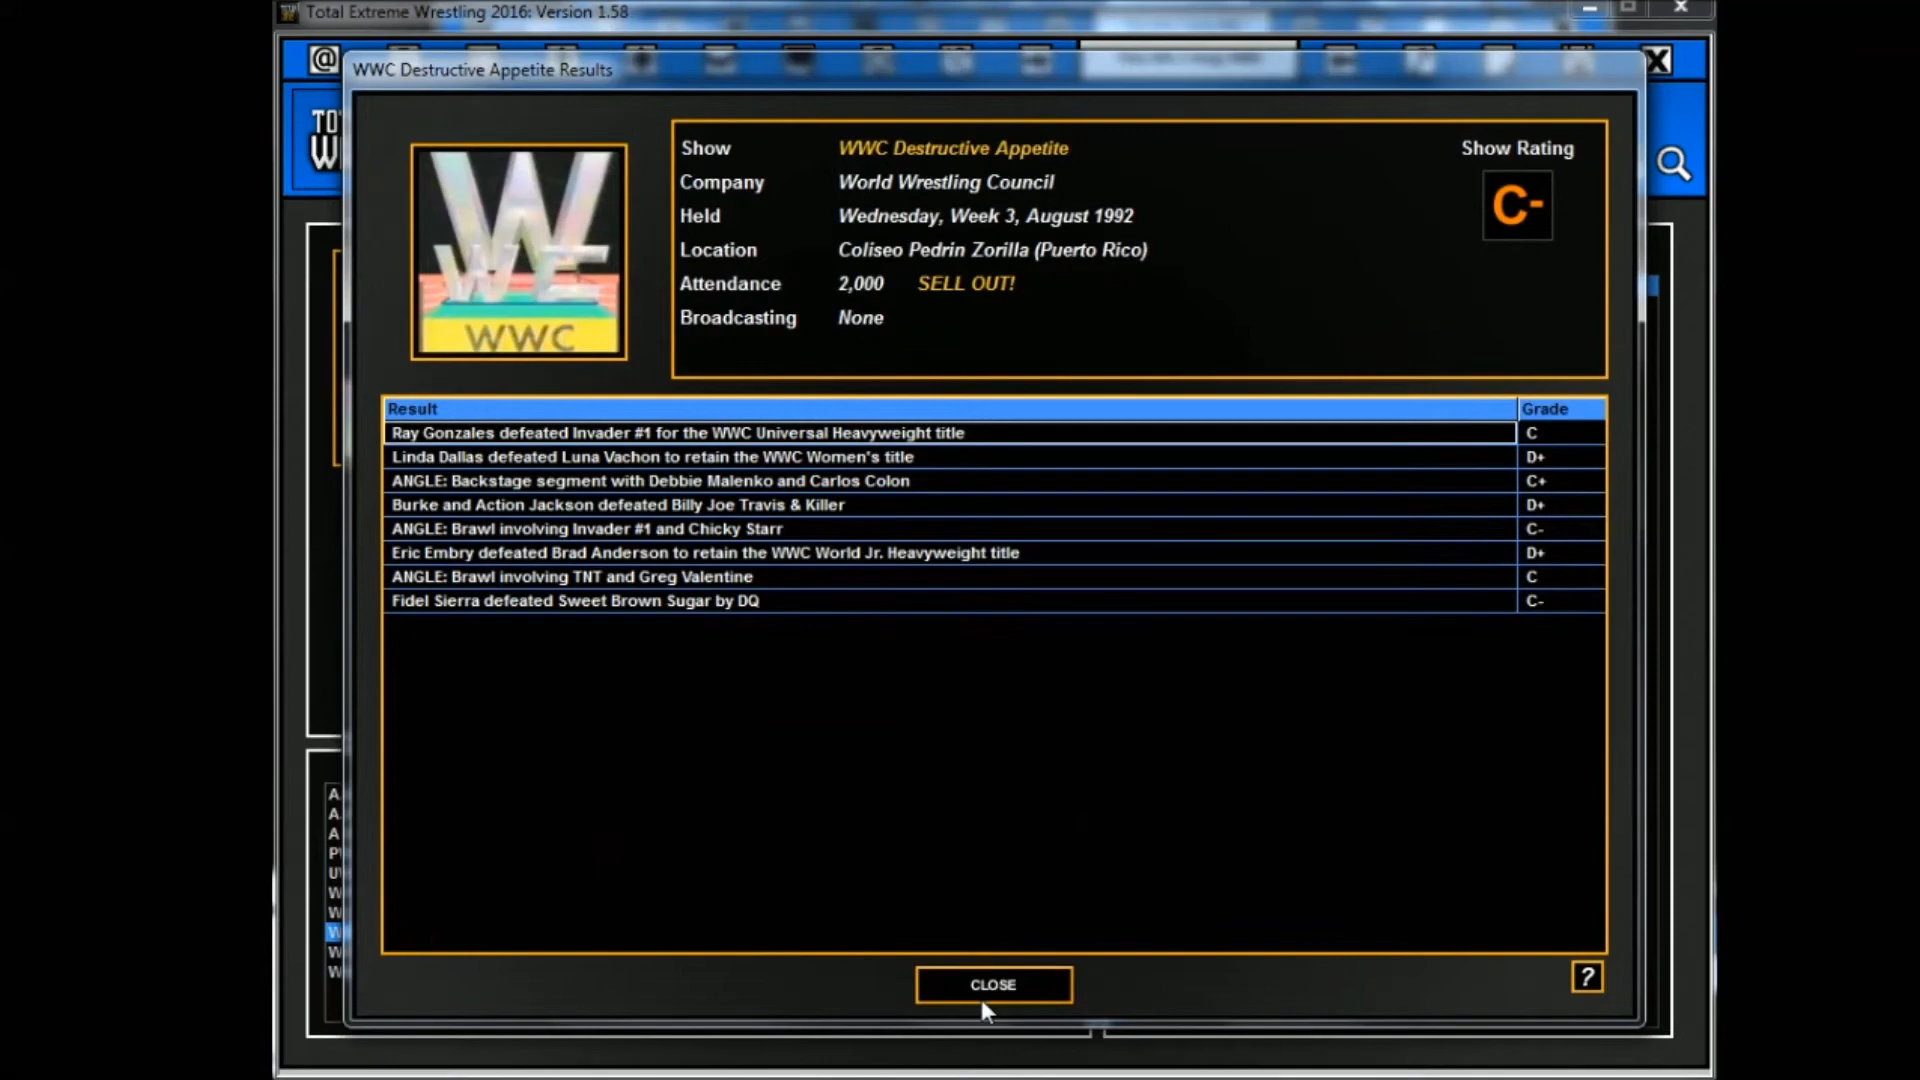 Total Extreme Wrestling 2016: Version 1.58
@
X
WWC Destructive Appetite Results
TO
W
WWC
Show WWC Destructive Appetite
Company World Wrestling Council
Held Wednesday, Week 3, August 1992
Location Coliseo Pedrin Zorilla (Puerto Rico)
Attendance 2,000 SELL OUT!
Broadcasting None
Show Rating
C-
Result Grade
Ray Gonzales defeated Invader #1 for the WWC Universal Heavyweight title C
Linda Dallas defeated Luna Vachon to retain the WWC Women's title D+
ANGLE: Backstage segment with Debbie Malenko and Carlos Colon C+
Burke and Action Jackson defeated Billy Joe Travis & Killer D+
ANGLE: Brawl involving Invader #1 and Chicky Starr C-
Eric Embry defeated Brad Anderson to retain the WWC World Jr. Heavyweight title D+
ANGLE: Brawl involving TNT and Greg Valentine C
Fidel Sierra defeated Sweet Brown Sugar by DQ C-
A
A
A
P
U
W
W
W
W
W
CLOSE
?